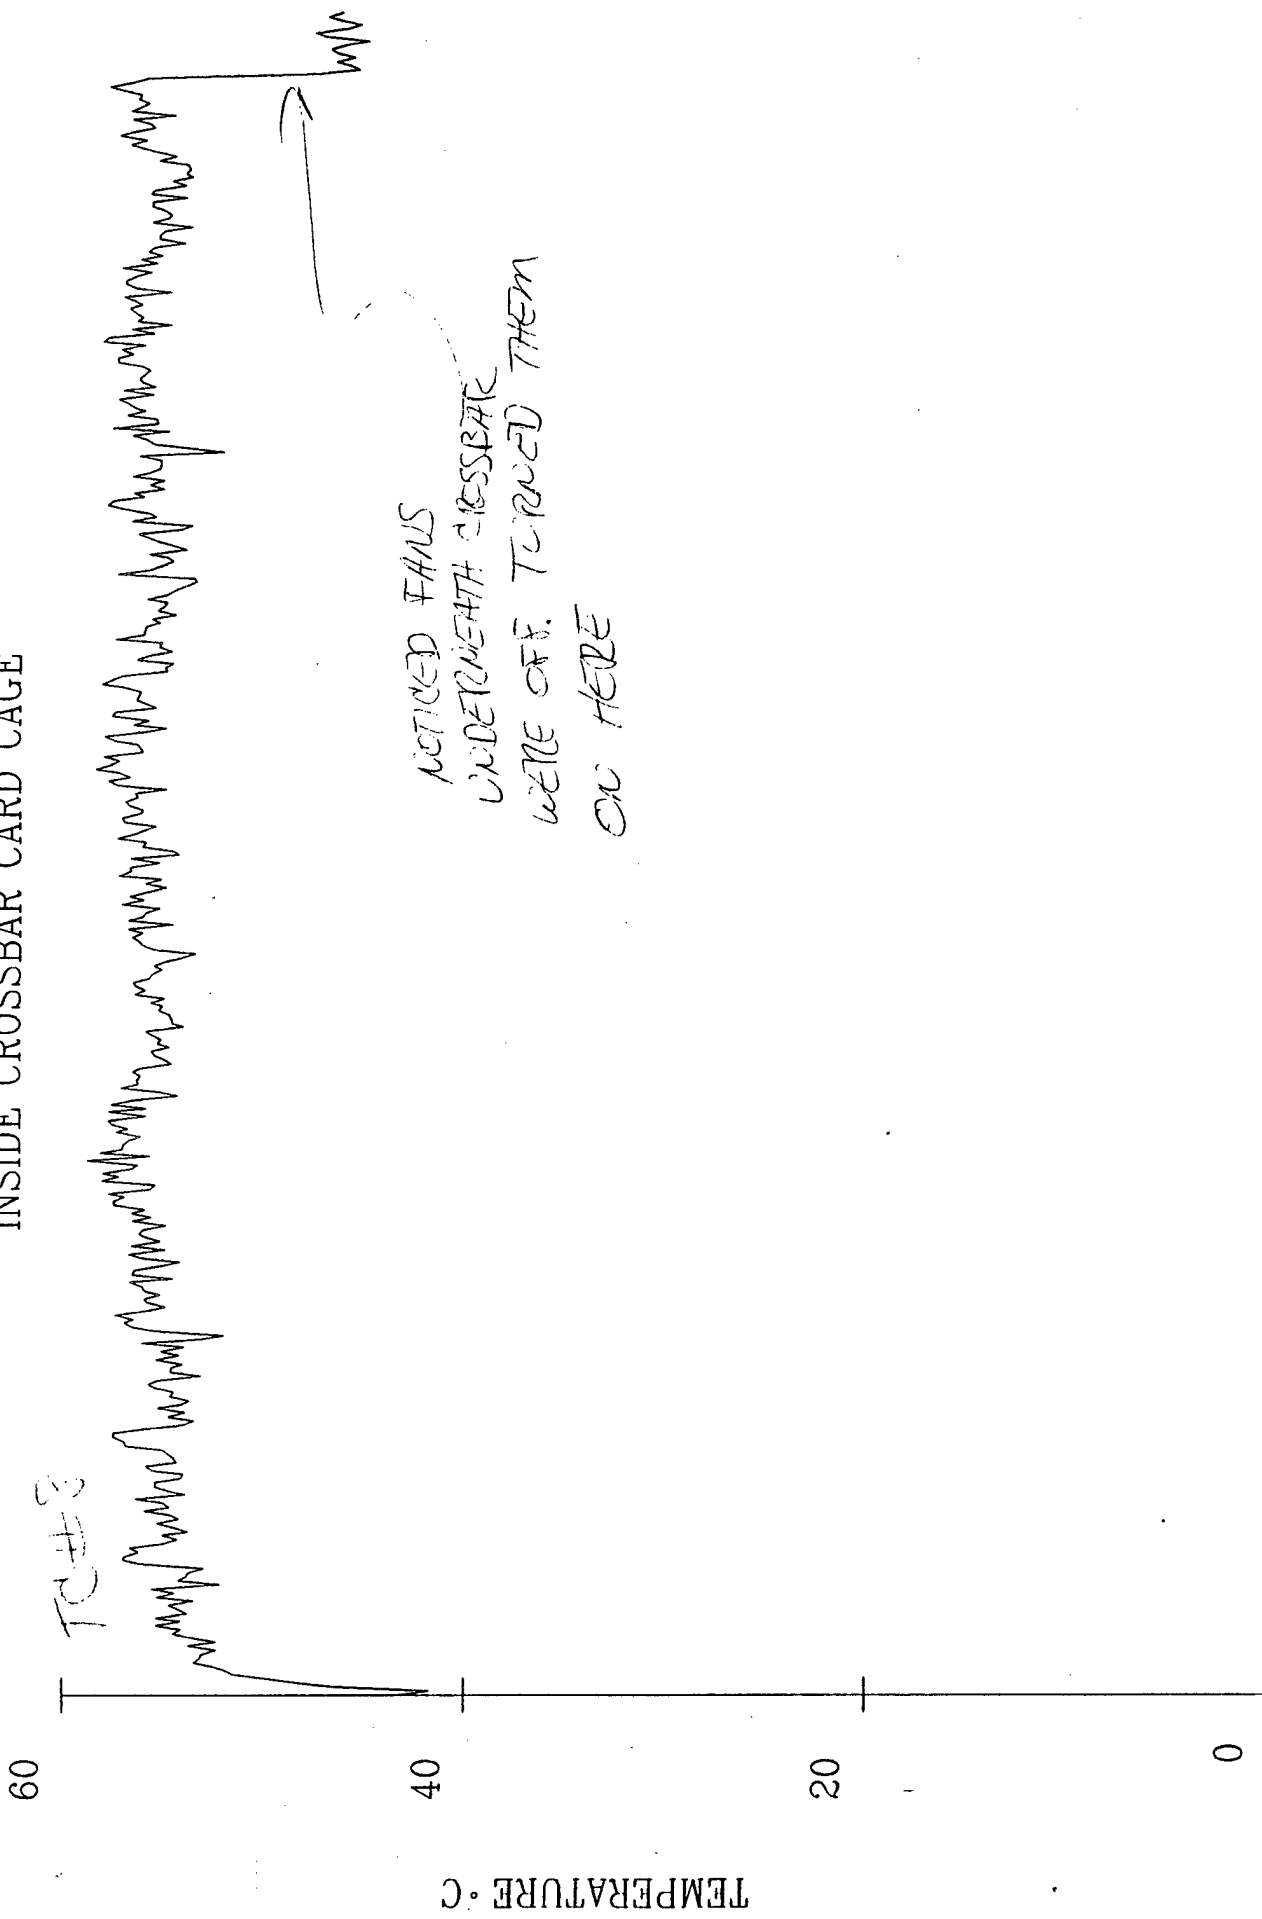 INSIDE CROSSBAR CARD CAGE
TC#3
NOTICED FANS
UNDERNEATH CROSSBAR
WERE OFF. TURNED THEM
ON HERE
60
40
20
0
TEMPERATURE °C